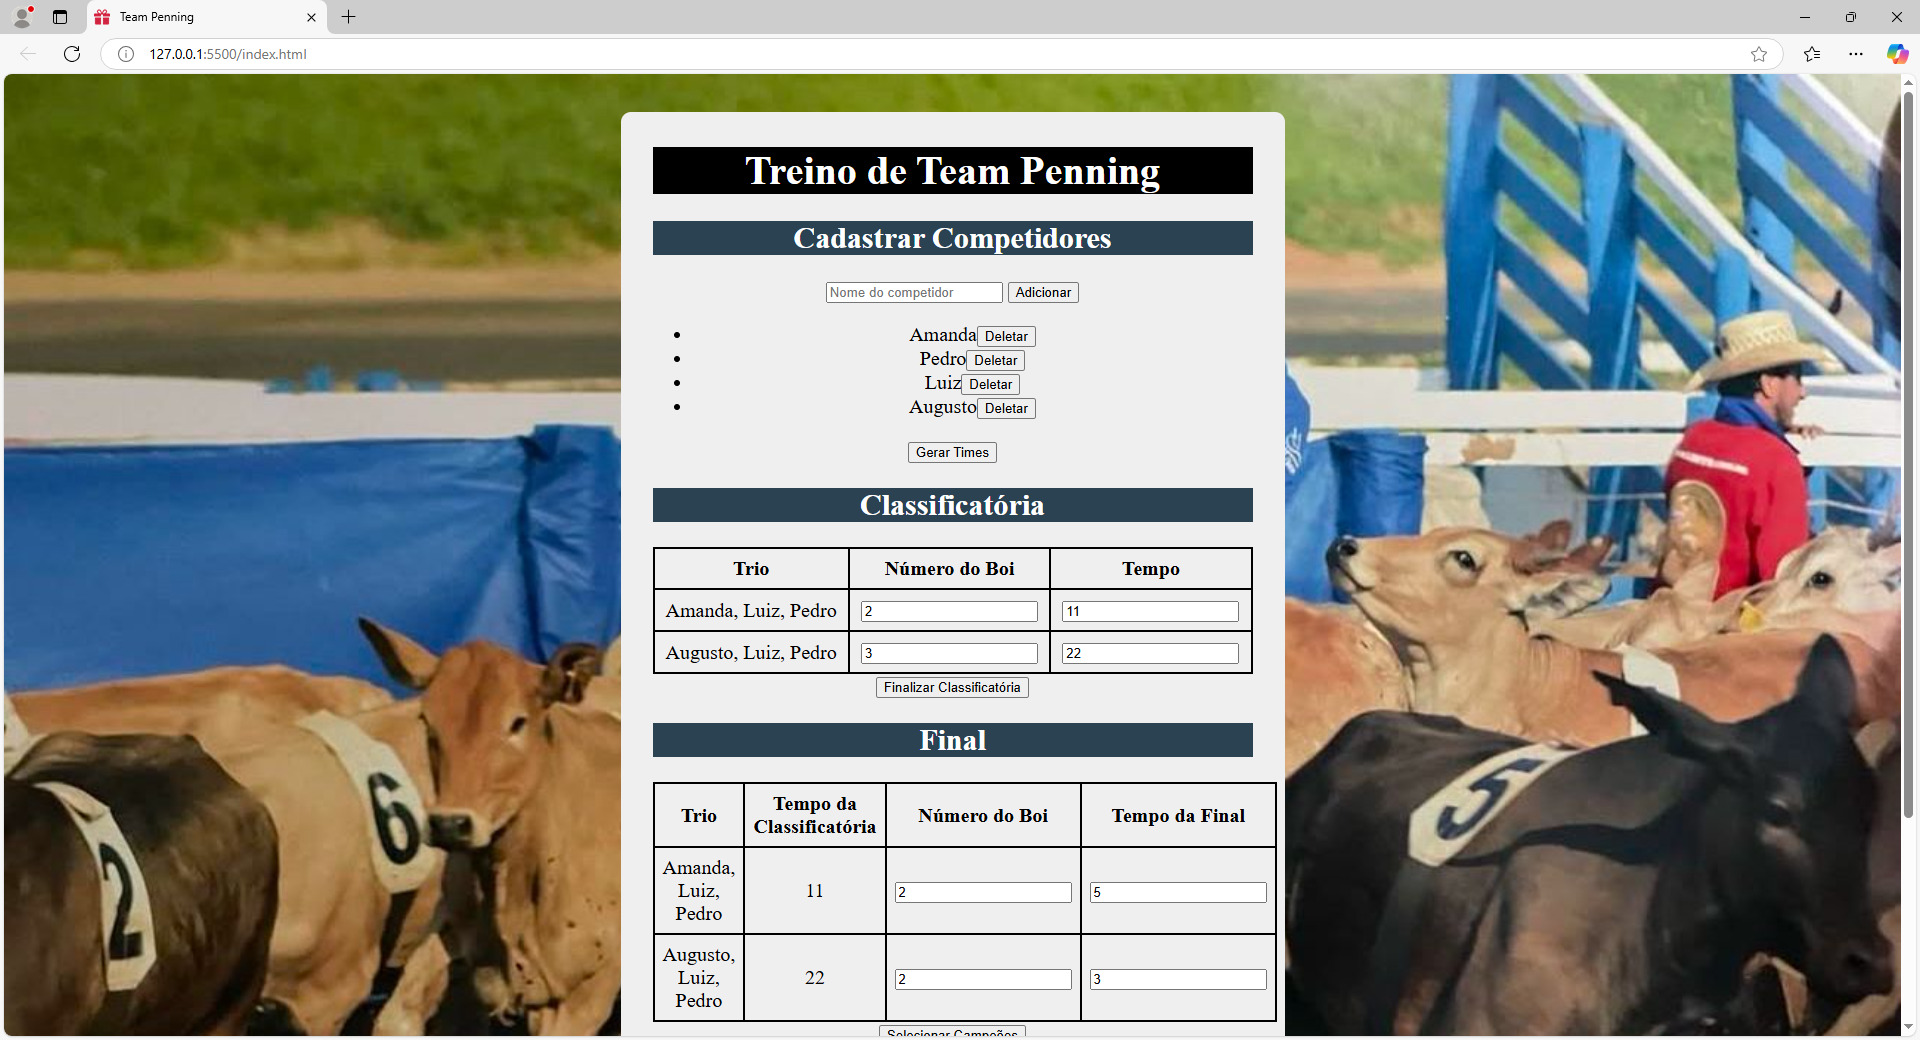 Team Penning
127.0.0.1:5500/index.html
Treino de Team Penning
Cadastrar Competidores
Nome do competidor Adicionar
Amanda Deletar
Pedro Deletar
Luiz Deletar
Augusto Deletar
Gerar Times
Classificatória
Trio Número do Boi Tempo
Amanda, Luiz, Pedro 2 11
Augusto, Luiz, Pedro 3 22
Finalizar Classificatória
Final
Trio Tempo da Classificatória Número do Boi Tempo da Final
Amanda, Luiz, Pedro 11 2 5
Augusto, Luiz, Pedro 22 2 3
Selecionar Campeões
2
6
5